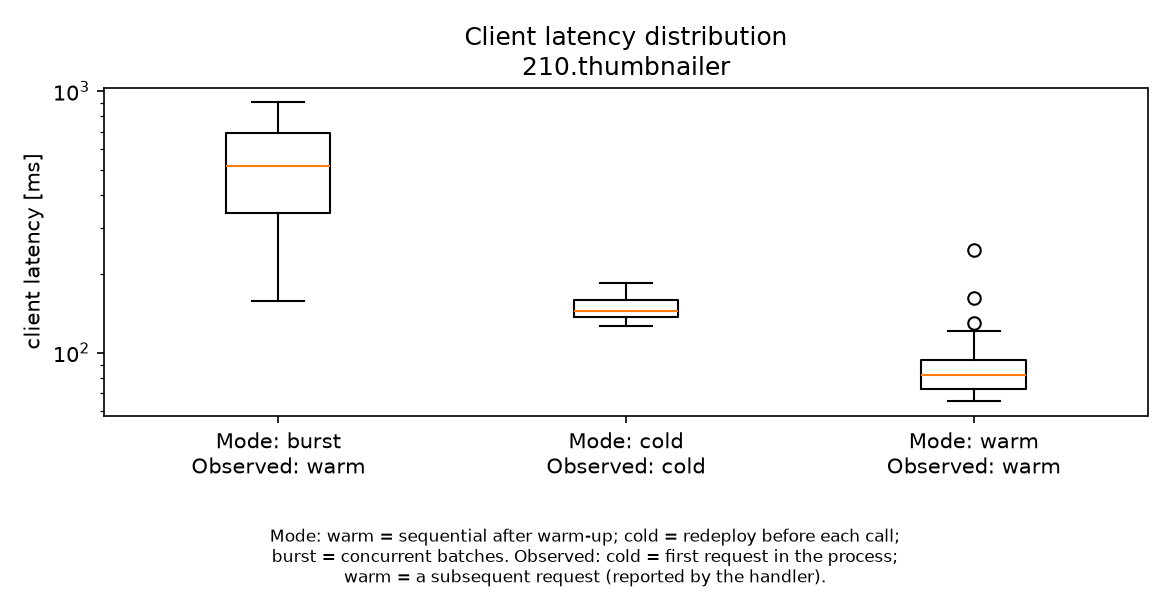 Client latency distribution
210.thumbnailer
client latency [ms]
10³
10²
Mode: burst
Observed: warm
Mode: cold
Observed: cold
Mode: warm
Observed: warm
Mode: warm = sequential after warm-up; cold = redeploy before each call;
burst = concurrent batches. Observed: cold = first request in the process;
warm = a subsequent request (reported by the handler).